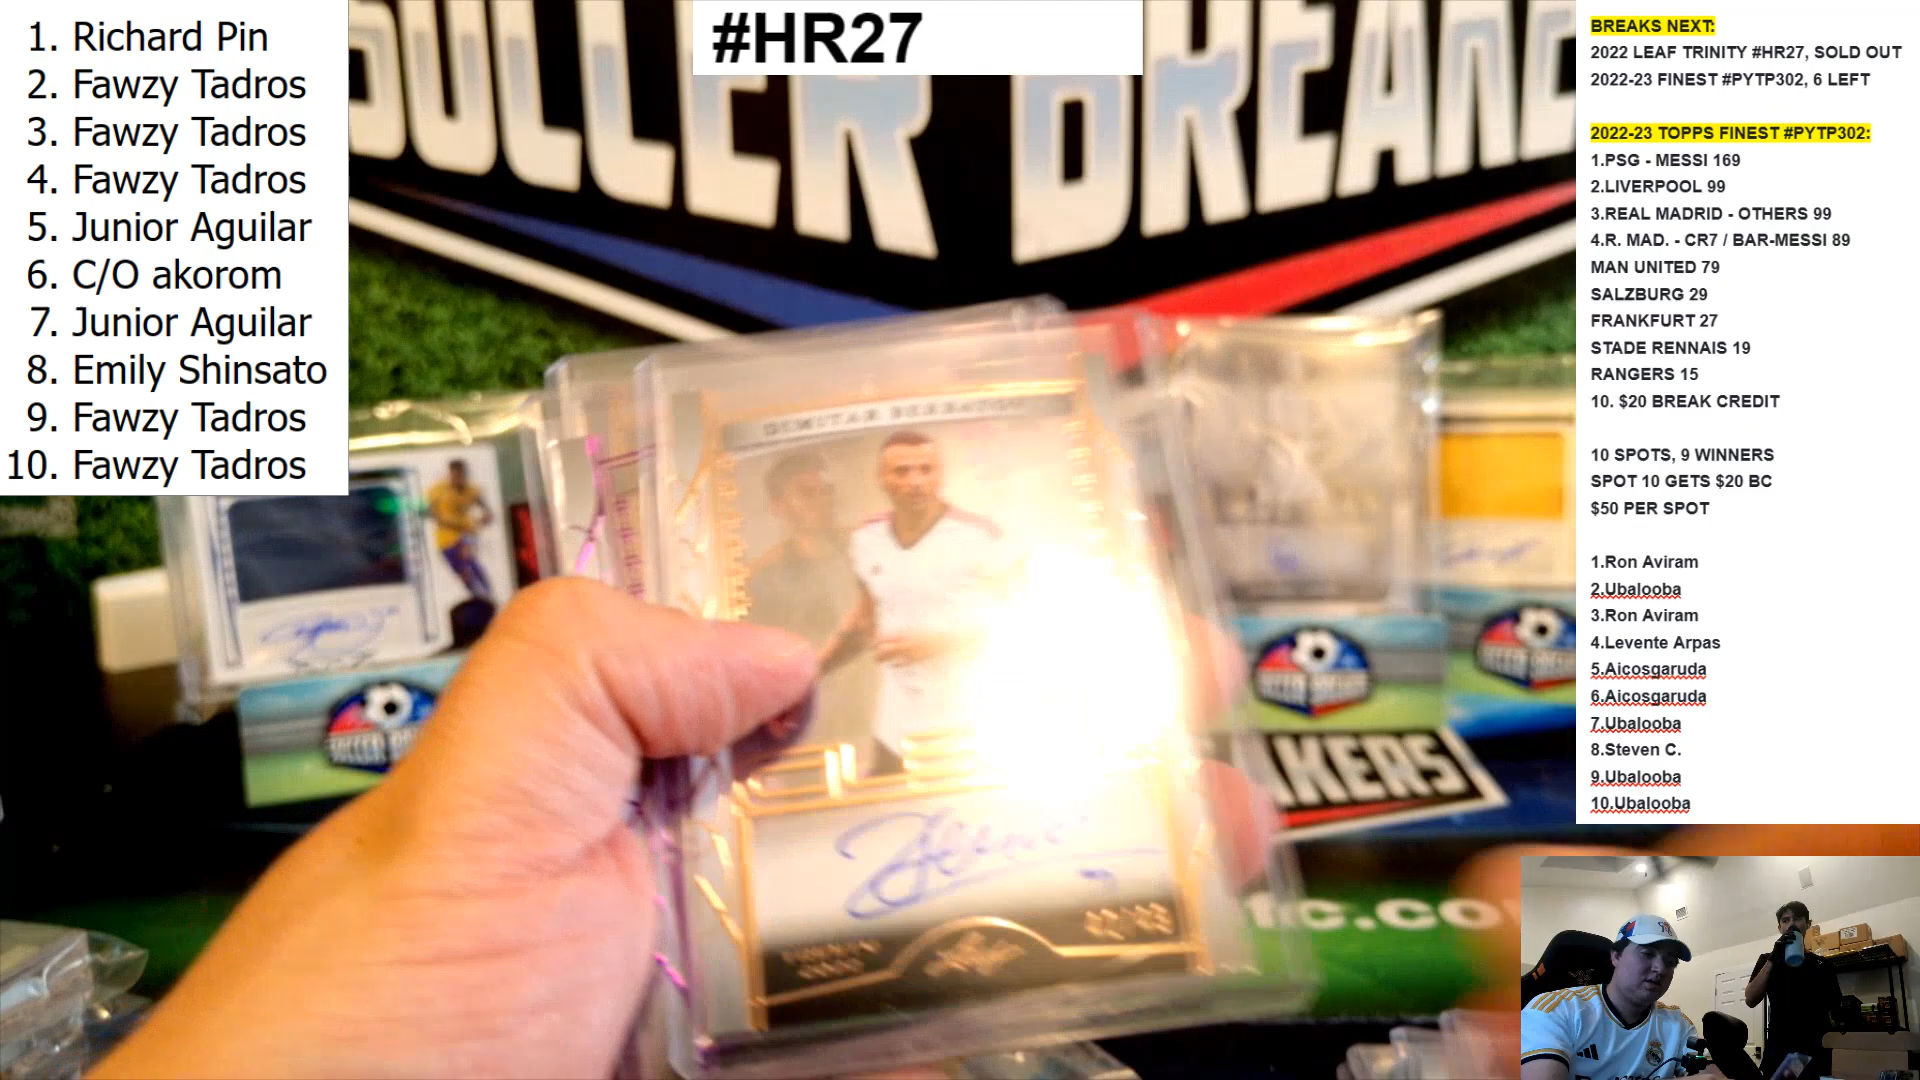 1. Richard Pin
2. Fawzy Tadros
3. Fawzy Tadros
4. Fawzy Tadros
5. Junior Aguilar
6. C/O akorom
7. Junior Aguilar
8. Emily Shinsato
9. Fawzy Tadros
10. Fawzy Tadros
#HR27
SOCCER BREAKE
DIMITAR BERBATOV
AKERS
BREAKS NEXT:
2022 LEAF TRINITY #HR27, SOLD OUT
2022-23 FINEST #PYTP302, 6 LEFT
2022-23 TOPPS FINEST #PYTP302:
1.PSG - MESSI 169
2.LIVERPOOL 99
3.REAL MADRID - OTHERS 99
4.R. MAD. - CR7 / BAR-MESSI 89
MAN UNITED 79
SALZBURG 29
FRANKFURT 27
STADE RENNAIS 19
RANGERS 15
10. $20 BREAK CREDIT
10 SPOTS, 9 WINNERS
SPOT 10 GETS $20 BC
$50 PER SPOT
1.Ron Aviram
2.Ubalooba
3.Ron Aviram
4.Levente Arpas
5.Aicosgaruda
6.Aicosgaruda
7.Ubalooba
8.Steven C.
9.Ubalooba
10.Ubalooba